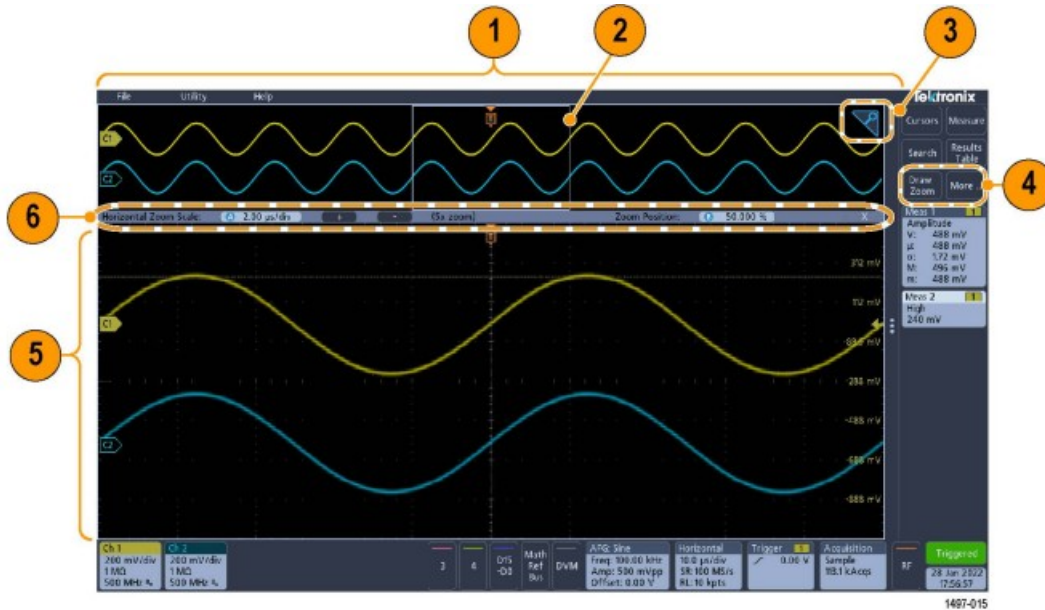 1
2
3
File Utility Help
Tektronix
C1
T
Cursors Measure
Search Results Table
C2
Draw Zoom More ...
4
6
Horizontal Zoom Scale: A 2.00 µs/div + - (5x zoom) Zoom Position: B 50.000 % X
T
Meas 1 1
Amplitude
V: 488 mV
µ: 488 mV
σ: 1.72 mV
M: 496 mV
m: 488 mV
312 mV
Meas 2 1
High
240 mV
112 mV
C1
5
-288 mV
-488 mV
C2
-688 mV
-888 mV
Ch 1
200 mV/div
1 MΩ
500 MHz
Ch 2
200 mV/div
1 MΩ
500 MHz
3
4
D15
-D0
Math
Ref
Bus
DVM
AFG: Sine
Freq: 100.00 kHz
Amp: 500 mVpp
Offset: 0.00 V
Horizontal
10.0 µs/div
SR: 100 MS/s
RL: 10 kpts
Trigger 1
0.00 V
Acquisition
Sample
RF
Triggered
28 Jan 2022
17:56:57
1497-015